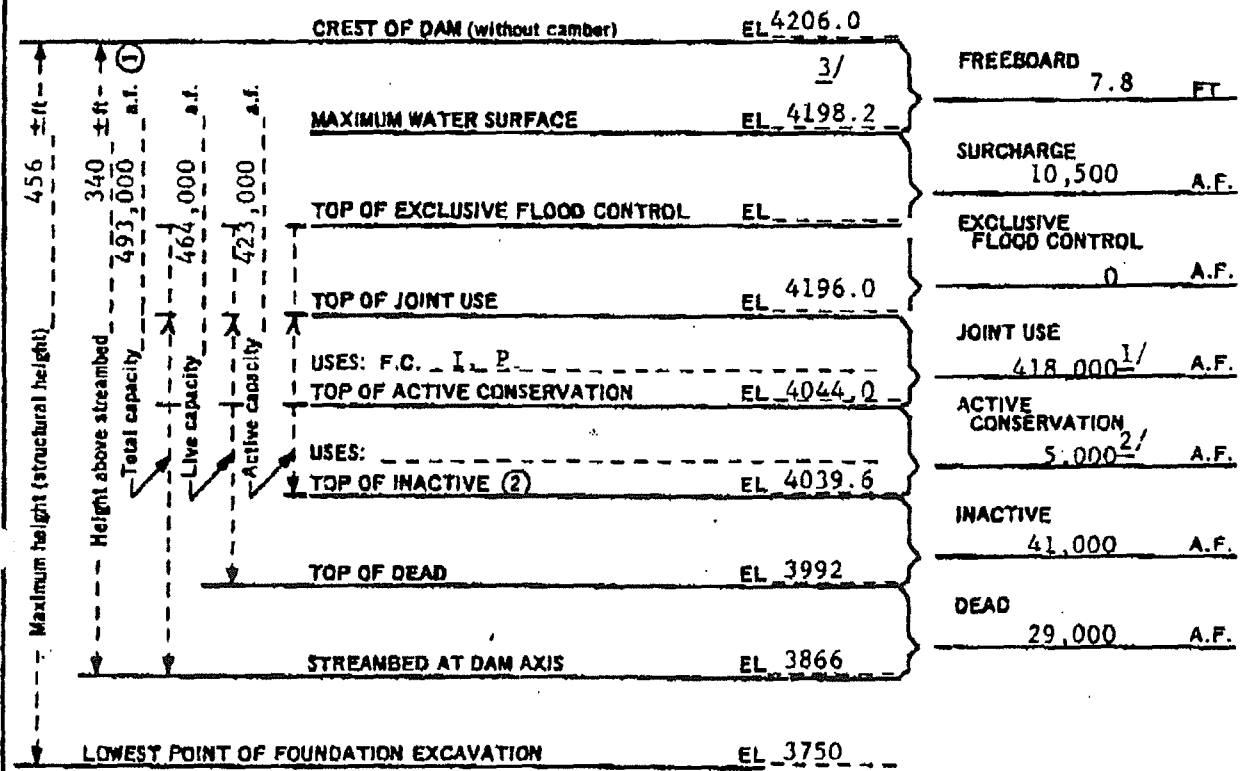 CREST OF DAM (without camber) EL 4206.0
3/
FREEBOARD
7.8 FT
MAXIMUM WATER SURFACE EL 4198.2
SURCHARGE
10,500 A.F.
TOP OF EXCLUSIVE FLOOD CONTROL EL
EXCLUSIVE
FLOOD CONTROL
0 A.F.
TOP OF JOINT USE EL 4196.0
JOINT USE
418,000 1/ A.F.
USES: F.C. I, P
TOP OF ACTIVE CONSERVATION EL 4044.0
ACTIVE
CONSERVATION
5,000 2/ A.F.
USES:
TOP OF INACTIVE (2) EL 4039.6
INACTIVE
41,000 A.F.
TOP OF DEAD EL 3992
DEAD
29,000 A.F.
STREAMBED AT DAM AXIS EL 3866
LOWEST POINT OF FOUNDATION EXCAVATION EL 3750
Maximum height (structural height) 456 ±ft
Height above streambed 340 ±ft
Total capacity 493,000 a.f. (1)
Live capacity 464,000 a.f.
Active capacity 423,000 a.f.